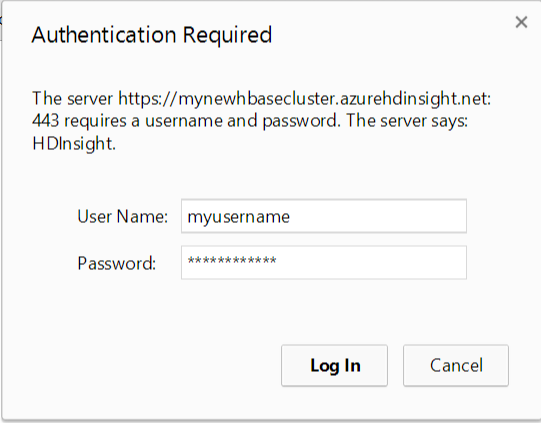 Authentication Required
The server https://mynewhbasecluster.azurehdinsight.net:
443 requires a username and password. The server says:
HDInsight.
User Name: myusername
Password: ************
Log In Cancel